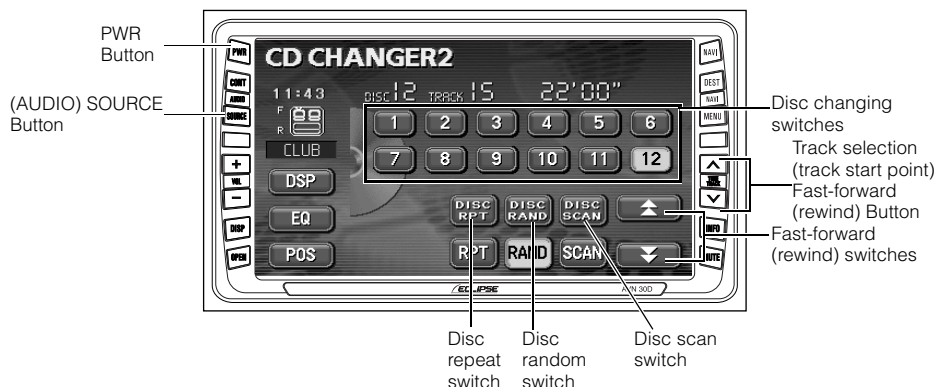 PWR
Button
(AUDIO) SOURCE
Button
PWR
CONT
AUDIO
SOURCE
+
VOL
−
DISP
OPEN
CD CHANGER2
11:43
DISC 12 TRACK 15 22'00"
F
R
CLUB
DSP
EQ
POS
1 2 3 4 5 6
7 8 9 10 11 12
DISC RPT
DISC RAND
DISC SCAN
RPT RAND SCAN
ECLIPSE
AVN 30D
NAVI
DEST
NAVI
MENU
TUNE
TRACK
INFO
MUTE
Disc changing
switches
Track selection
(track start point)
Fast-forward
(rewind) Button
Fast-forward
(rewind) switches
Disc
repeat
switch
Disc
random
switch
Disc scan
switch